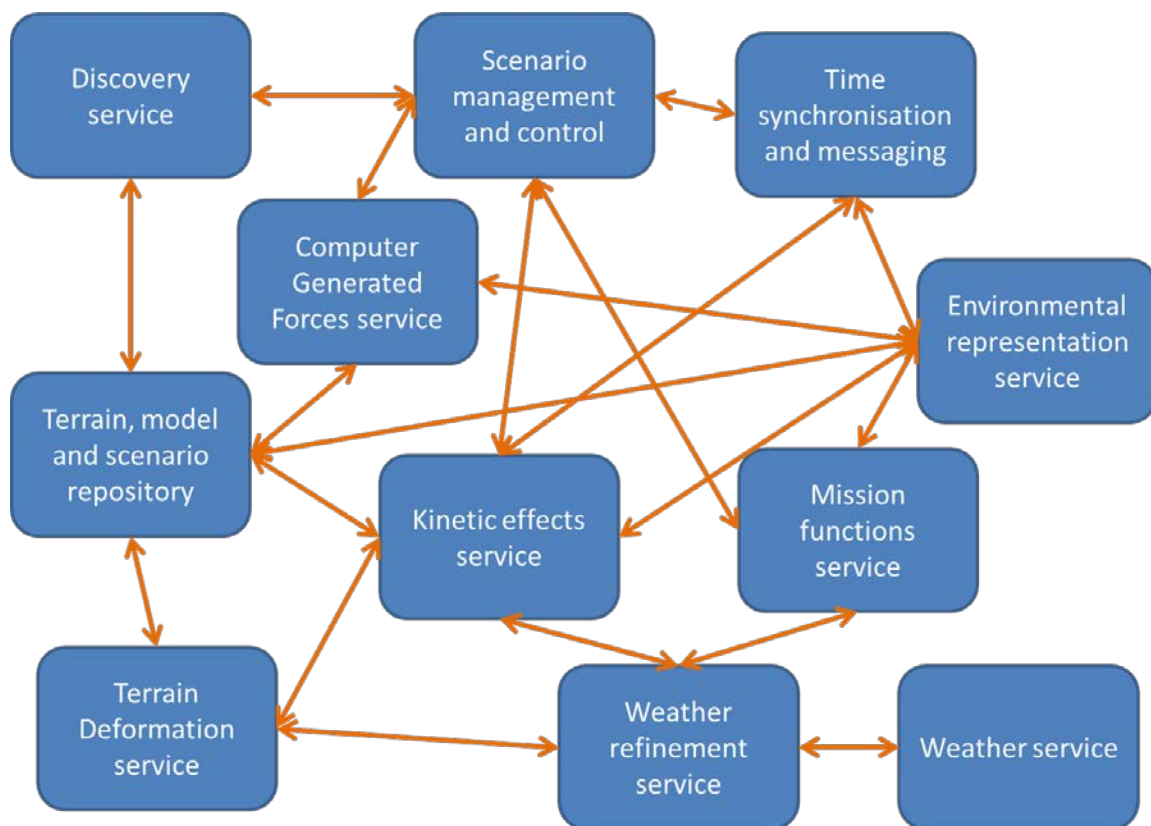 Discovery
service
Scenario
management
and control
Time
synchronisation
and messaging
Computer
Generated
Forces service
Environmental
representation
service
Terrain, model
and scenario
repository
Kinetic effects
service
Mission
functions
service
Terrain
Deformation
service
Weather
refinement
service
Weather service